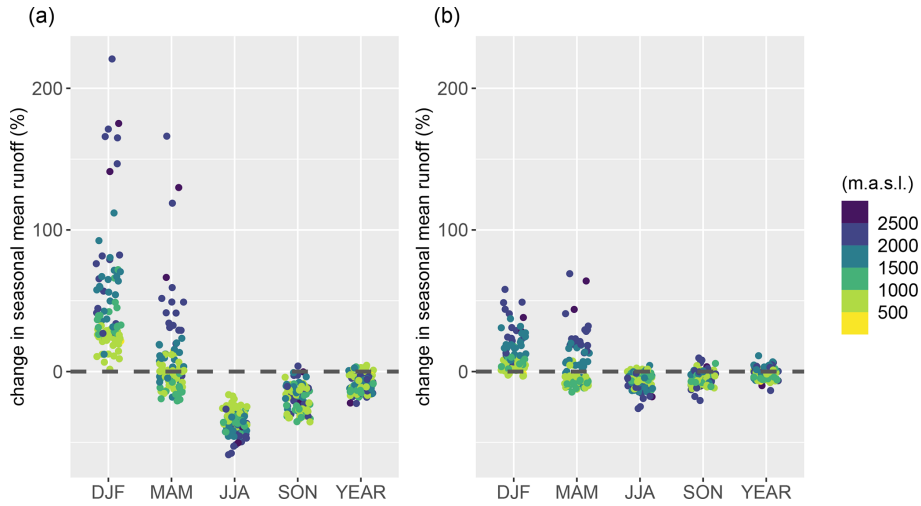 (a)
(b)
change in seasonal mean runoff (%)
200
100
0
DJF MAM JJA SON YEAR
change in seasonal mean runoff (%)
200
100
0
DJF MAM JJA SON YEAR
(m.a.s.l.)
2500
2000
1500
1000
500